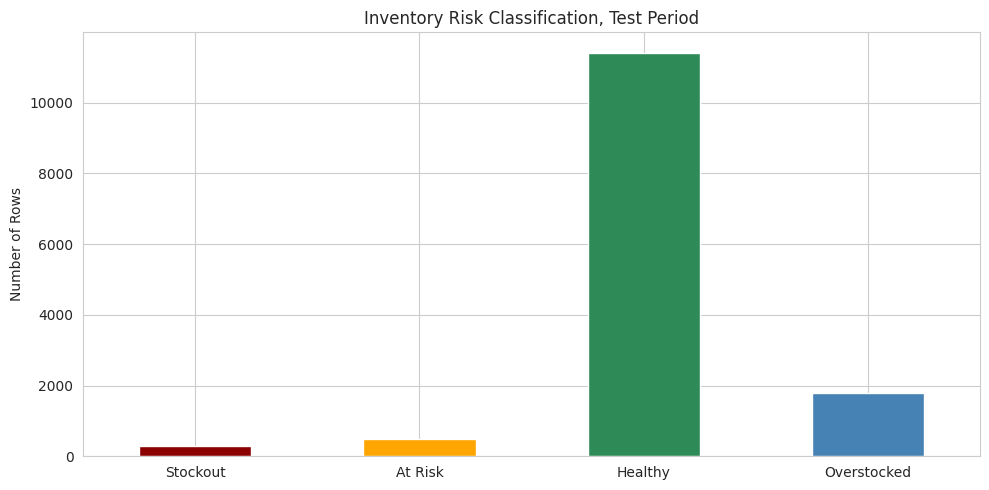 Inventory Risk Classification, Test Period
Number of Rows
10000
8000
6000
4000
2000
0
Stockout
At Risk
Healthy
Overstocked